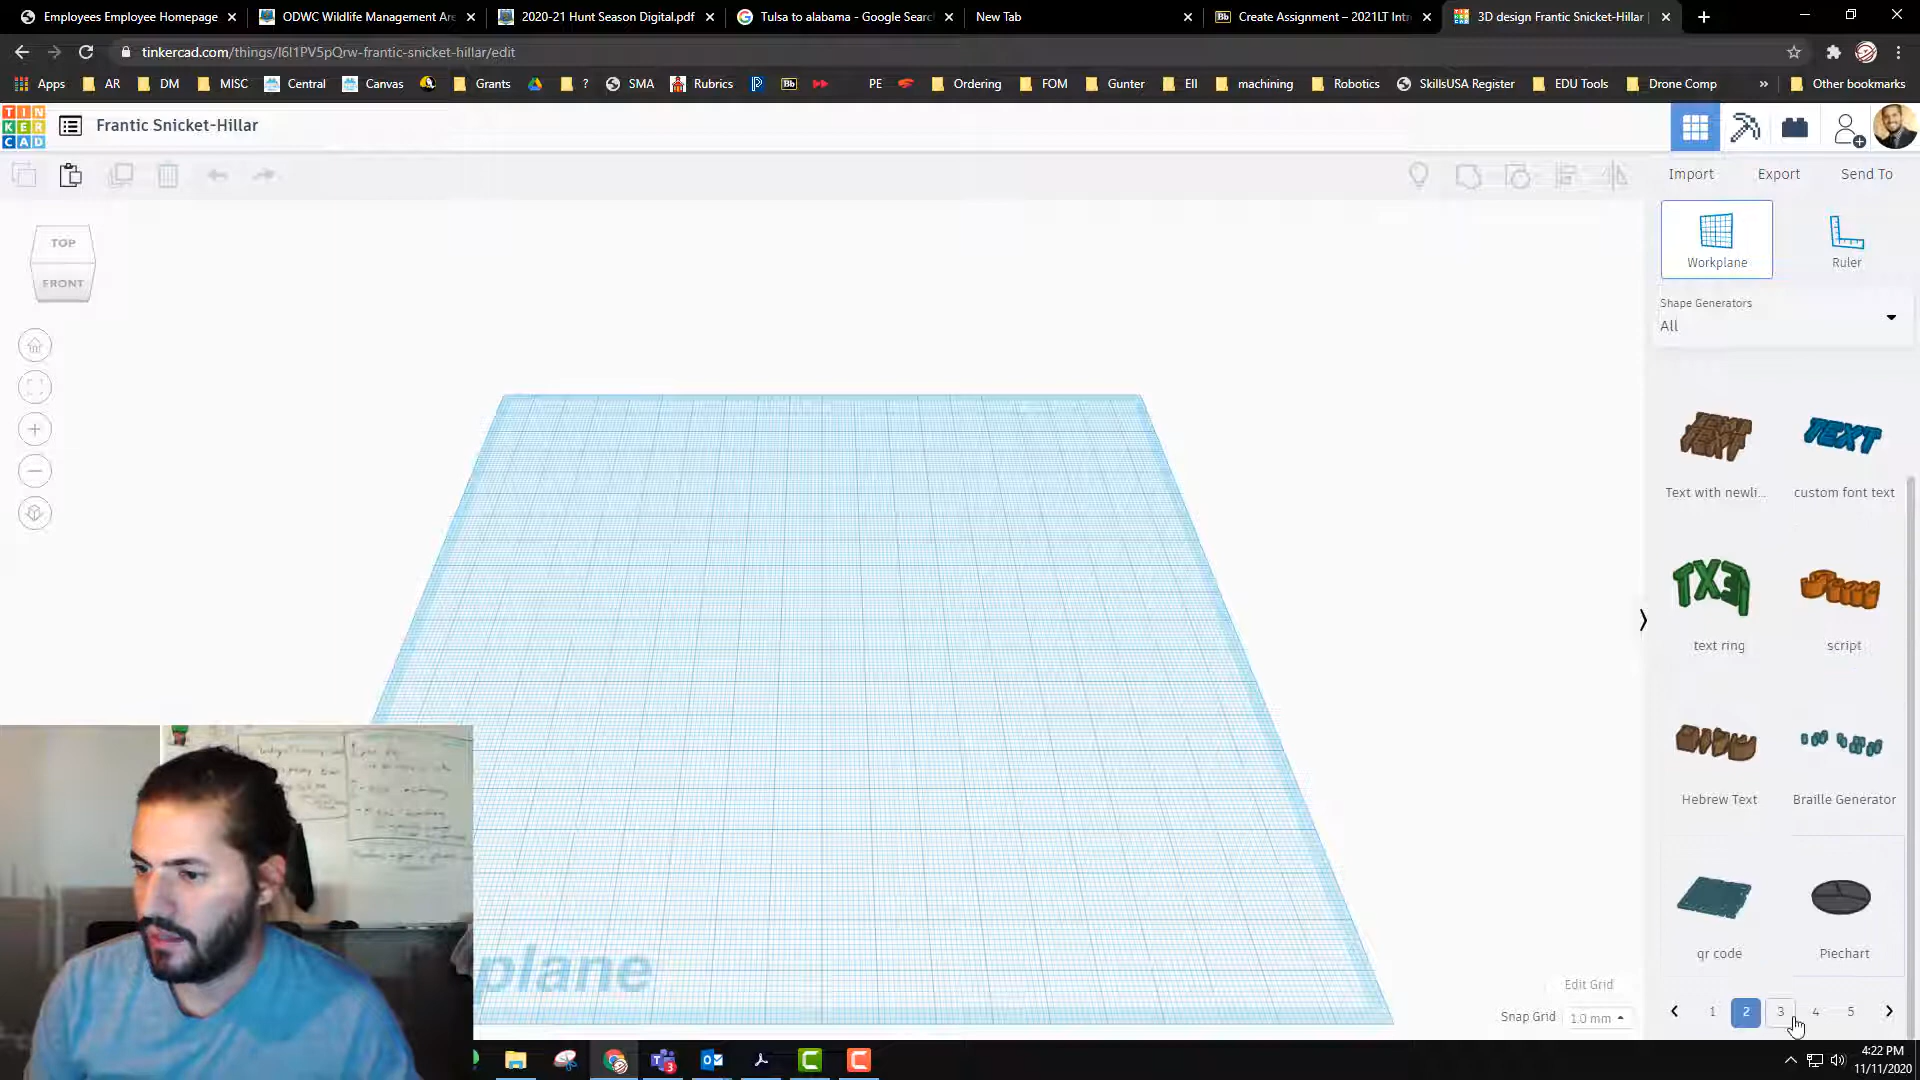 Employees Employee Homepage
ODWC Wildlife Management Are
2020-21 Hunt Season Digital.pdf
Tulsa to alabama - Google Searc
New Tab
Bb Create Assignment – 2021LT Intr
3D design Frantic Snicket-Hillar
tinkercad.com/things/l6l1PV5pQrw-frantic-snicket-hillar/edit
Apps AR DM MISC Central Canvas Grants ? SMA Rubrics Bb PE Ordering FOM Gunter EII machining Robotics SkillsUSA Register EDU Tools Drone Comp » Other bookmarks
TIN
KER
CAD
Frantic Snicket-Hillar
Import Export Send To
TOP
FRONT
Workplane
Ruler
Shape Generators
All
Text with newli...
custom font text
text ring
script
Hebrew Text
Braille Generator
qr code
Piechart
plane
Edit Grid
Snap Grid 1.0 mm
1 2 3 4 5
4:22 PM
11/11/2020